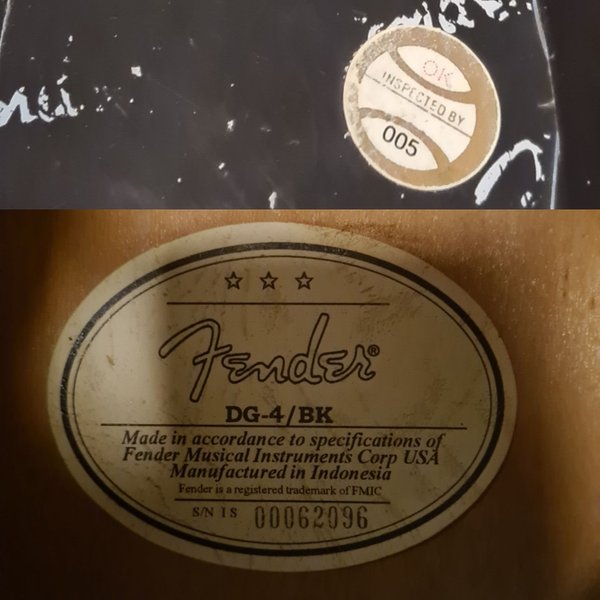 OK
INSPECTED BY
005
Fender®
DG-4/BK
Made in accordance to specifications of
Fender Musical Instruments Corp USA
Manufactured in Indonesia
Fender is a registered trademark of FMIC
S/N I S 00062096